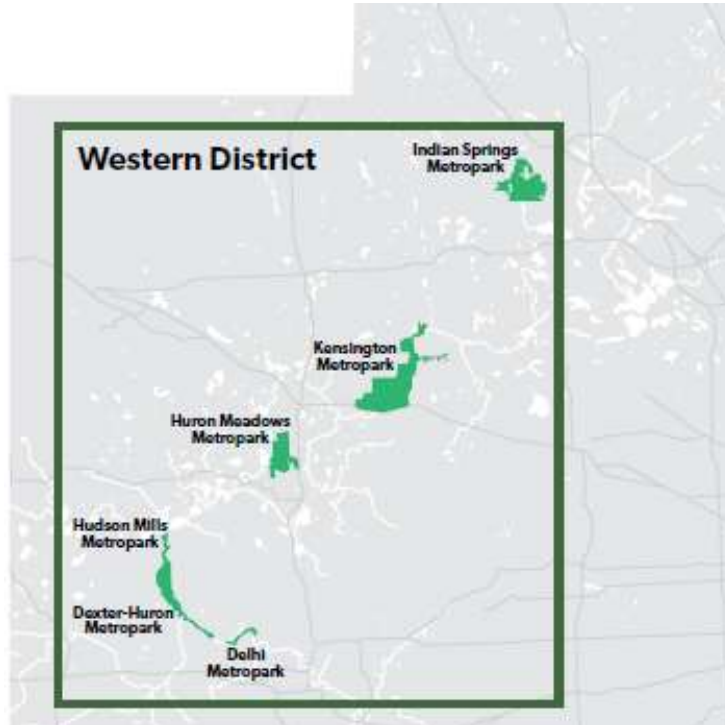 Western District
Indian Springs
Metropark
Kensington
Metropark
Huron Meadows
Metropark
Hudson Mills
Metropark
Dexter-Huron
Metropark
Delhi
Metropark